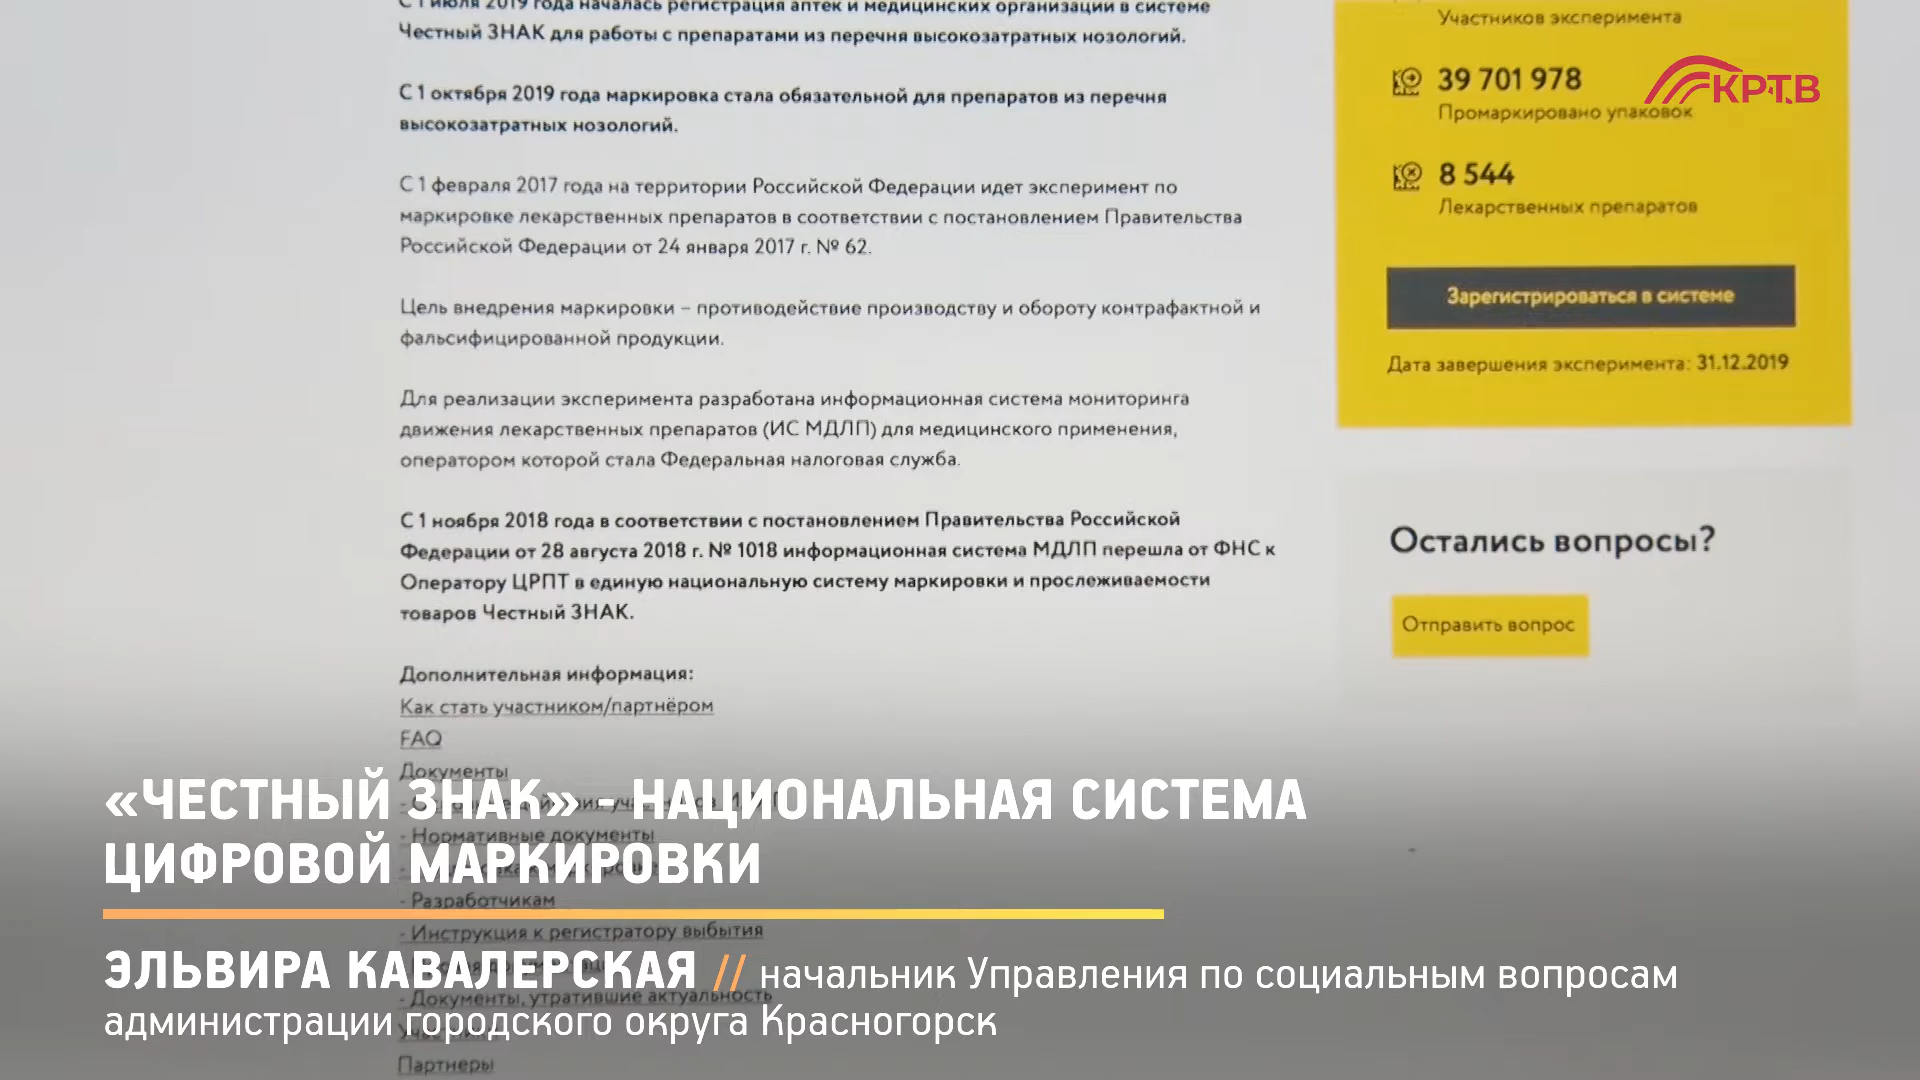 С 1 июля 2019 года началась регистрация аптек и медицинских организации в системе
Честный ЗНАК для работы с препаратами из перечня высокозатратных нозологий.
С 1 октября 2019 года маркировка стала обязательной для препаратов из перечня
высокозатратных нозологий.
С 1 февраля 2017 года на территории Российской Федерации идет эксперимент по
маркировке лекарственных препаратов в соответствии с постановлением Правительства
Российской Федерации от 24 января 2017 г. № 62.
Цель внедрения маркировки – противодействие производству и обороту контрафактной и
фальсифицированной продукции.
Для реализации эксперимента разработана информационная система мониторинга
движения лекарственных препаратов (ИС МДЛП) для медицинского применения,
оператором которой стала Федеральная налоговая служба.
С 1 ноября 2018 года в соответствии с постановлением Правительства Российской
Федерации от 28 августа 2018 г. № 1018 информационная система МДЛП перешла от ФНС к
Оператору ЦРПТ в единую национальную систему маркировки и прослеживаемости
товаров Честный ЗНАК.
Дополнительная информация:
Как стать участником/партнёром
FAQ
Документы
- Нормативные документы
- Разработчикам
- Инструкция к регистратору выбытия
- Документы, утратившие актуальность
Партнеры
Участников эксперимента
39 701 978
Промаркировано упаковок
8 544
Лекарственных препаратов
Зарегистрироваться в системе
Дата завершения эксперимента: 31.12.2019
Остались вопросы?
Отправить вопрос
КРТВ
«ЧЕСТНЫЙ ЗНАК» - НАЦИОНАЛЬНАЯ СИСТЕМА
ЦИФРОВОЙ МАРКИРОВКИ
ЭЛЬВИРА КАВАЛЕРСКАЯ // начальник Управления по социальным вопросам
администрации городского округа Красногорск